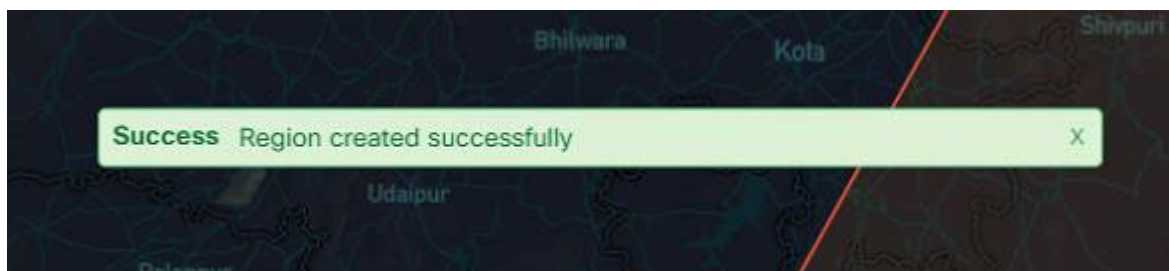 Bhilwara
Kota
Shivpuri
Success Region created successfully X
Udaipur